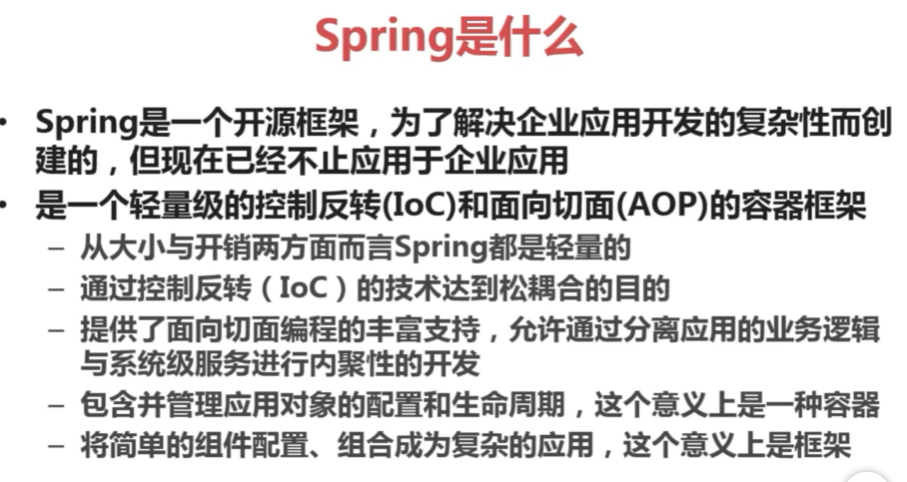 Spring是什么
• Spring是一个开源框架，为了解决企业应用开发的复杂性而创
建的，但现在已经不止应用于企业应用
• 是一个轻量级的控制反转(IoC)和面向切面(AOP)的容器框架
– 从大小与开销两方面而言Spring都是轻量的
– 通过控制反转（IoC）的技术达到松耦合的目的
– 提供了面向切面编程的丰富支持，允许通过分离应用的业务逻辑
与系统级服务进行内聚性的开发
– 包含并管理应用对象的配置和生命周期，这个意义上是一种容器
– 将简单的组件配置、组合成为复杂的应用，这个意义上是框架